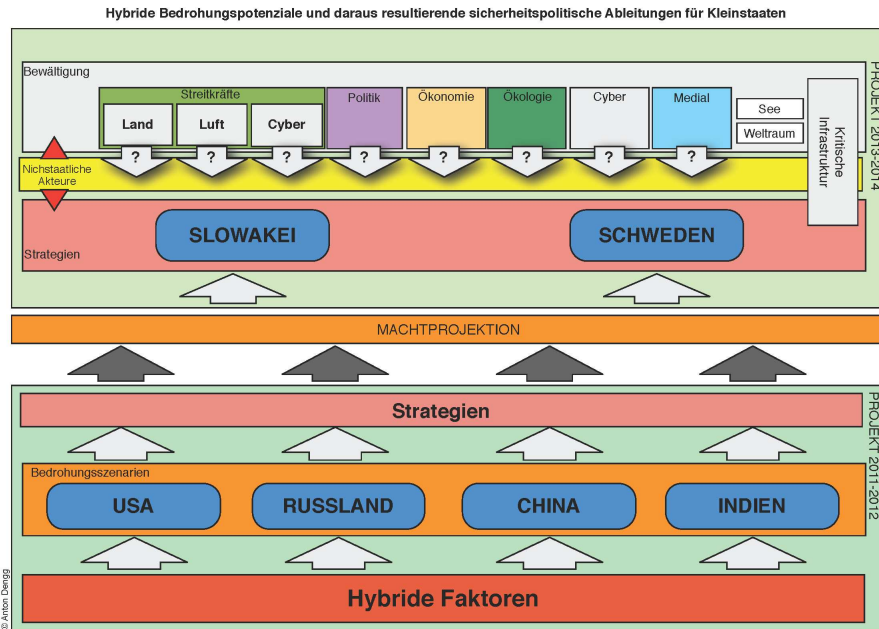 Hybride Bedrohungspotenziale und daraus resultierende sicherheitspolitische Ableitungen für Kleinstaaten
PROJEKT 2013-2014
Bewältigung
Streitkräfte
Land
Luft
Cyber
Politik
Ökonomie
Ökologie
Cyber
Medial
See
Weltraum
Kritische
Infrastruktur
? ? ? ? ? ? ? ?
Nichstaatliche
Akteure
SLOWAKEI
SCHWEDEN
Strategien
MACHTPROJEKTION
PROJEKT 2011-2012
Strategien
Bedrohungsszenarien
USA
RUSSLAND
CHINA
INDIEN
Hybride Faktoren
© Anton Dengg